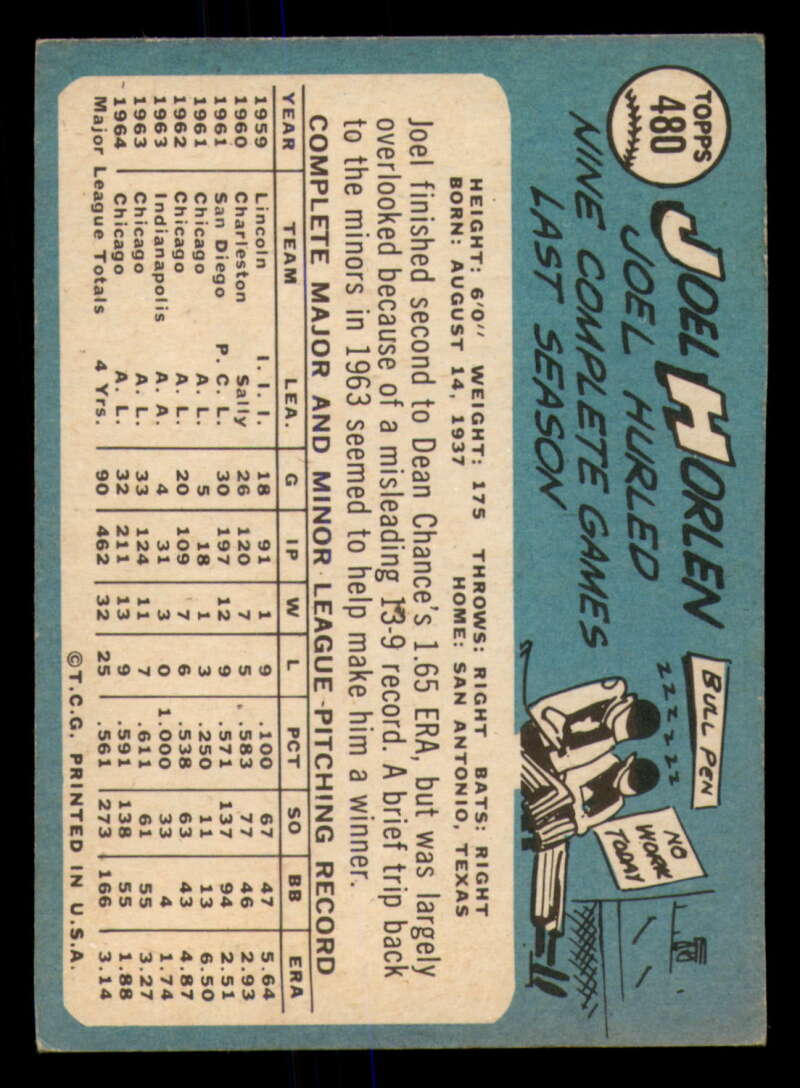 TOPPS
480
JOEL HORLEN
JOEL HURLED
NINE COMPLETE GAMES
LAST SEASON
BULL PEN
ZZZZZZZ
NO
WORK
TODAY
HEIGHT: 6'0" WEIGHT: 175 THROWS: RIGHT BATS: RIGHT
BORN: AUGUST 14, 1937 HOME: SAN ANTONIO, TEXAS
Joel finished second to Dean Chance's 1.65 ERA, but was largely
overlooked because of a misleading 13-9 record. A brief trip back
to the minors in 1963 seemed to help make him a winner.
COMPLETE MAJOR AND MINOR LEAGUE PITCHING RECORD
YEAR TEAM LEA. G IP W L PCT SO BB ERA
1959 Lincoln I. I. I. 18 91 1 9 .100 67 47 5.64
1960 Charleston Sally 26 120 7 5 .583 77 46 2.93
1961 San Diego P. C. L. 30 197 12 9 .571 137 94 2.51
1961 Chicago A. L. 5 18 1 3 .250 11 13 6.50
1962 Chicago A. L. 20 109 7 6 .538 63 43 4.87
1963 Indianapolis A. A. 4 31 3 0 1.000 33 4 1.74
1963 Chicago A. L. 33 124 11 7 .611 61 55 3.27
1964 Chicago A. L. 32 211 13 9 .591 138 55 1.88
Major League Totals 4 Yrs. 90 462 32 25 .561 273 166 3.14
©T.C.G. PRINTED IN U.S.A.